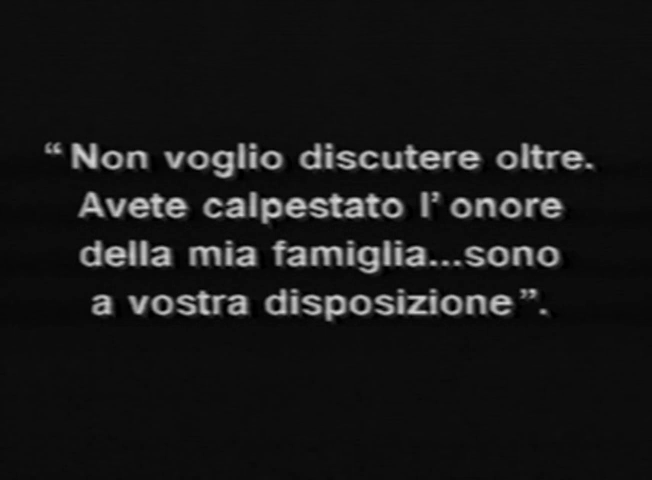 “Non voglio discutere oltre.
Avete calpestato l’ onore
della mia famiglia...sono
a vostra disposizione”.